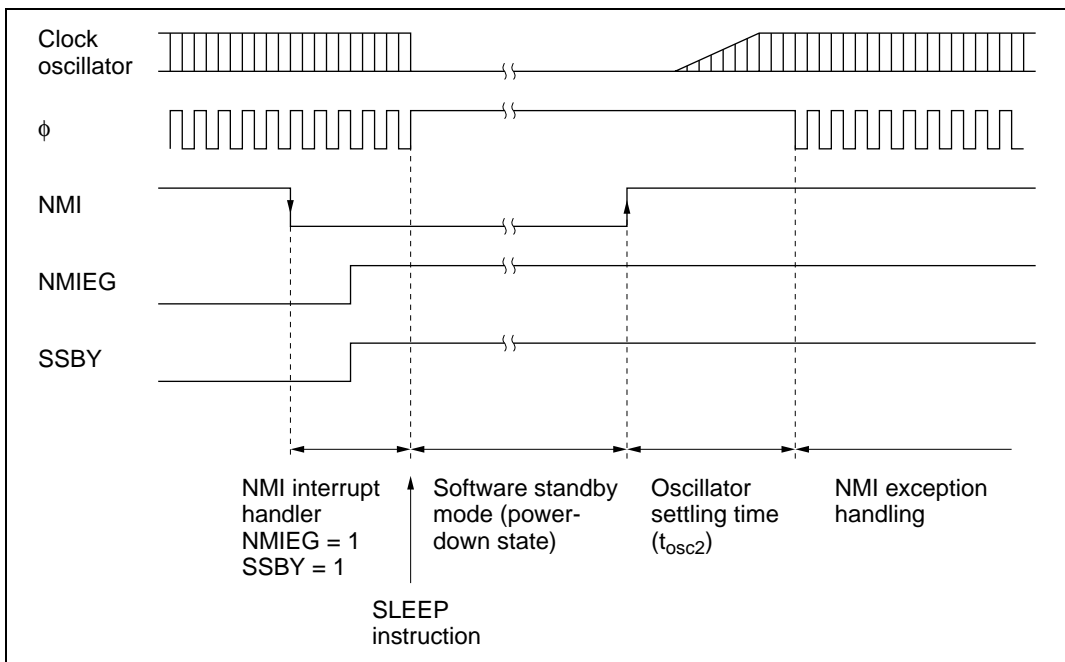 Clock
oscillator
φ
NMI
NMIEG
SSBY
NMI interrupt
handler
NMIEG = 1
SSBY = 1
Software standby
mode (power-
down state)
Oscillator
settling time
(tosc2)
NMI exception
handling
SLEEP
instruction